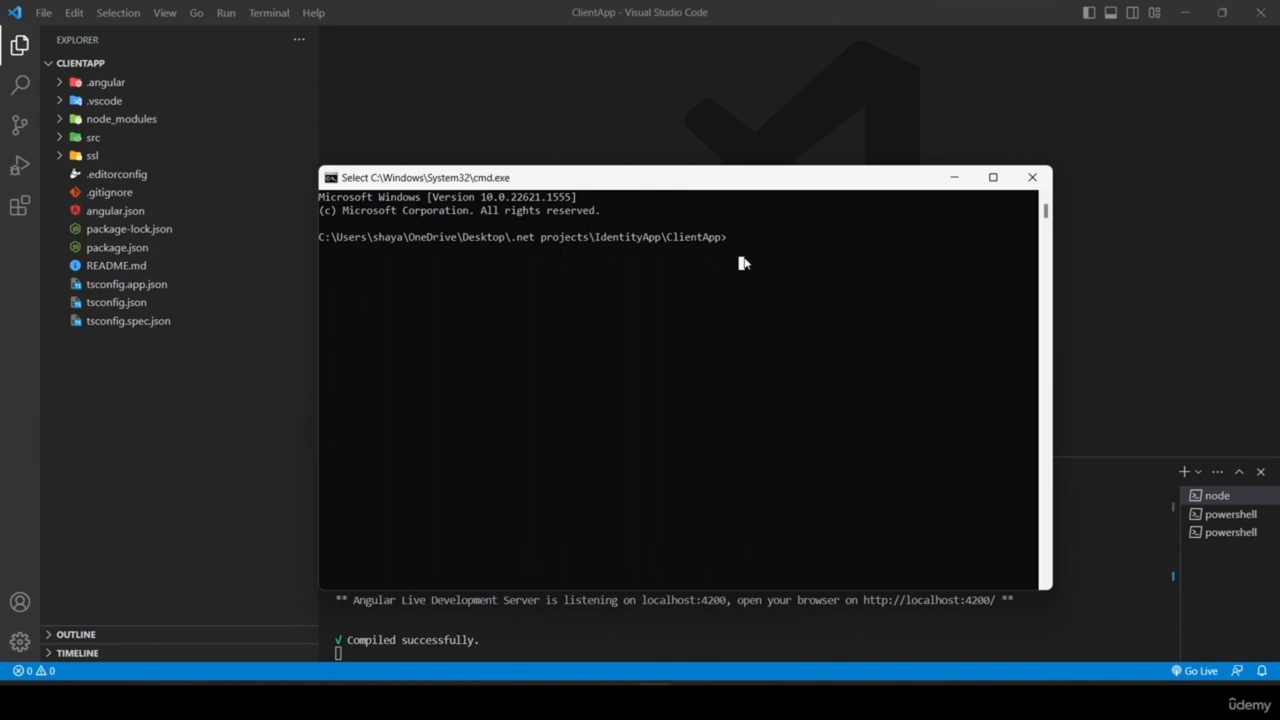 File Edit Selection View Go Run Terminal Help
ClientApp - Visual Studio Code
EXPLORER
CLIENTAPP
.angular
.vscode
node_modules
src
ssl
.editorconfig
.gitignore
angular.json
package-lock.json
package.json
README.md
tsconfig.app.json
tsconfig.json
tsconfig.spec.json
Select C:\Windows\System32\cmd.exe
Microsoft Windows [Version 10.0.22621.1555]
(c) Microsoft Corporation. All rights reserved.
C:\Users\shaya\OneDrive\Desktop\.net projects\IdentityApp\ClientApp>
node
powershell
powershell
** Angular Live Development Server is listening on localhost:4200, open your browser on http://localhost:4200/ **
√ Compiled successfully.
OUTLINE
TIMELINE
0 0
Go Live
ûdemy